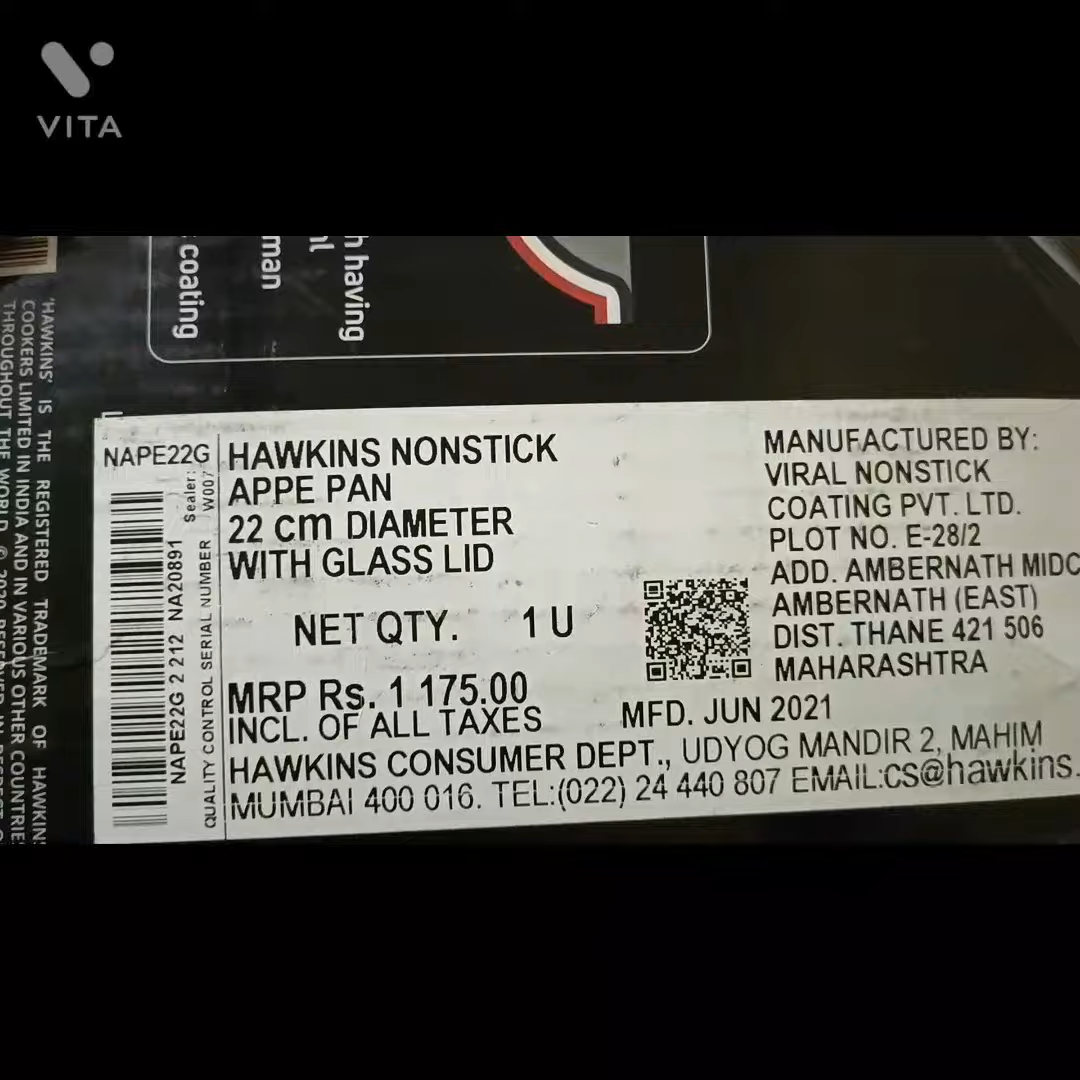 VITA
coating
man
h having
'HAWKINS' IS THE REGISTERED TRADEMARK OF HAWKINS
COOKERS LIMITED IN INDIA AND IN VARIOUS OTHER COUNTRIES
THROUGHOUT THE WORLD. © 2020 RESERVED IN RESPECT
NAPE22G
Sealer:
W007
NAPE22G 2 212 NA20891
QUALITY CONTROL SERIAL NUMBER
HAWKINS NONSTICK
APPE PAN
22 cm DIAMETER
WITH GLASS LID
NET QTY. 1 U
MRP Rs. 1 175.00
INCL. OF ALL TAXES
MANUFACTURED BY:
VIRAL NONSTICK
COATING PVT. LTD.
PLOT NO. E-28/2
ADD. AMBERNATH MIDC
AMBERNATH (EAST)
DIST. THANE 421 506
MAHARASHTRA
MFD. JUN 2021
HAWKINS CONSUMER DEPT., UDYOG MANDIR 2, MAHIM
MUMBAI 400 016. TEL:(022) 24 440 807 EMAIL:cs@hawkins.